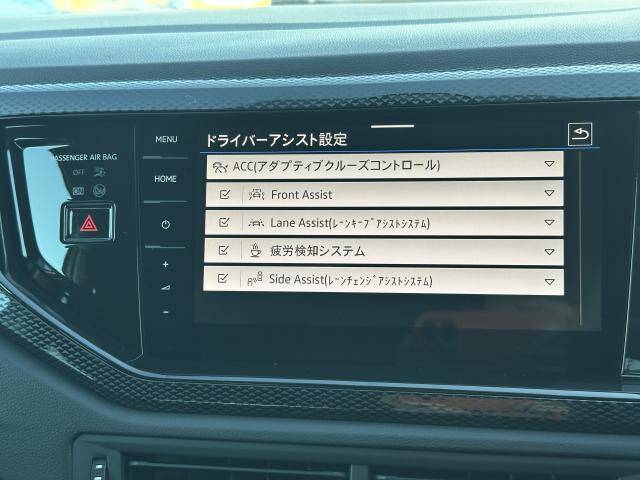 PASSENGER AIR BAG
OFF
ON
MENU
HOME
+
-
ドライバーアシスト設定
ACC(アダプティブクルーズコントロール)
Front Assist
Lane Assist(ﾚｰﾝｷｰﾌﾟｱｼｽﾄｼｽﾃﾑ)
疲労検知システム
Side Assist(ﾚｰﾝﾁｪﾝｼﾞｱｼｽﾄｼｽﾃﾑ)